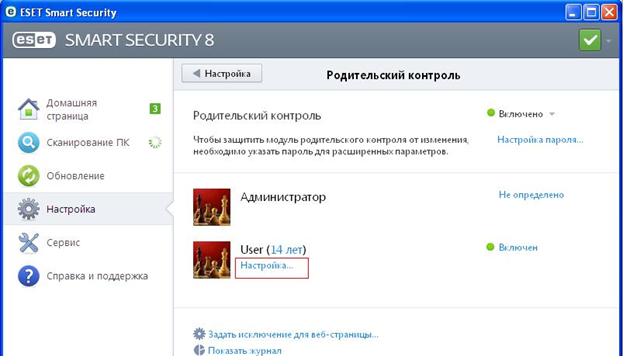 ESET Smart Security
eset SMART SECURITY 8
Настройка
Родительский контроль
Домашняя страница
3
Сканирование ПК
Обновление
Настройка
Сервис
Справка и поддержка
Родительский контроль
Включено
Чтобы защитить модуль родительского контроля от изменения,
необходимо указать пароль для расширенных параметров.
Настройка пароля...
Администратор
Не определено
User (14 лет)
Включен
Настройка...
Задать исключение для веб-страницы...
Показать журнал